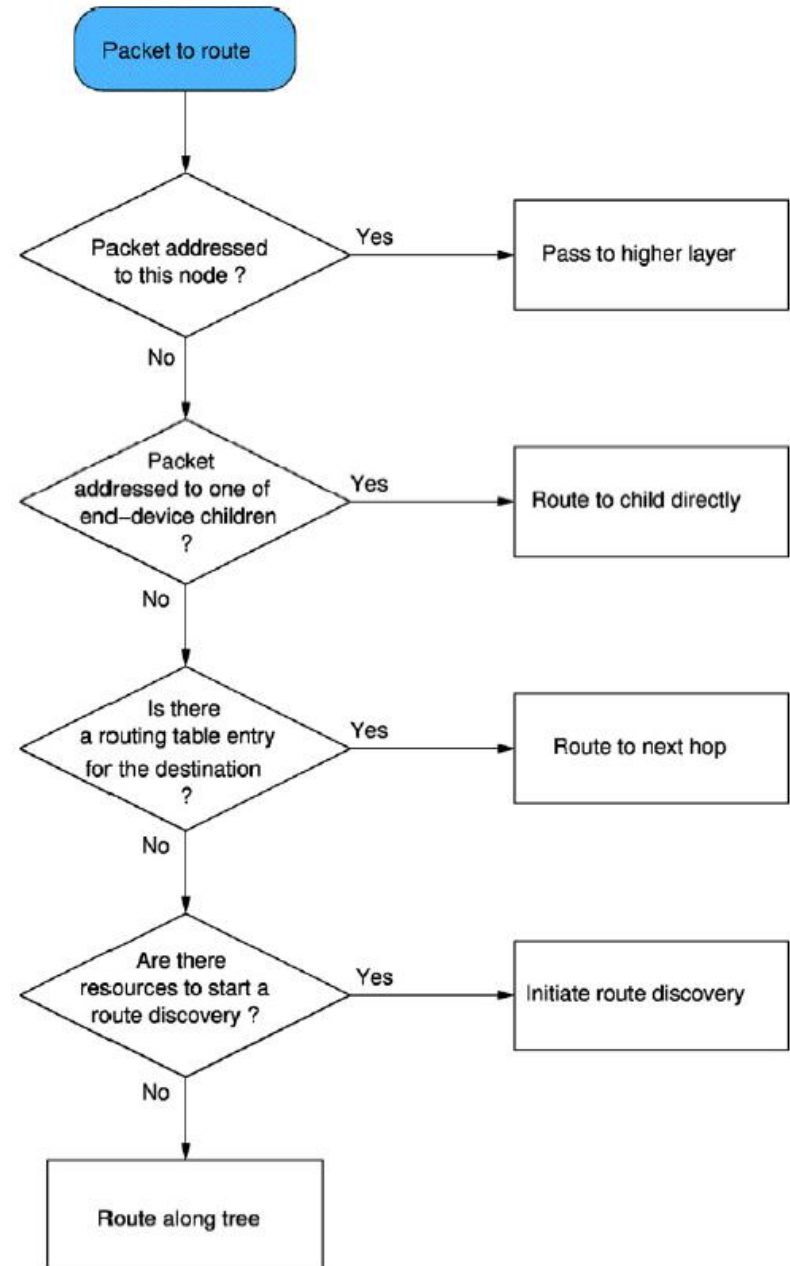 Packet to route
Packet addressed
to this node ?
Yes
Pass to higher layer
No
Packet
addressed to one of
end–device children
?
Yes
Route to child directly
No
Is there
a routing table entry
for the destination
?
Yes
Route to next hop
No
Are there
resources to start a
route discovery ?
Yes
Initiate route discovery
No
Route along tree